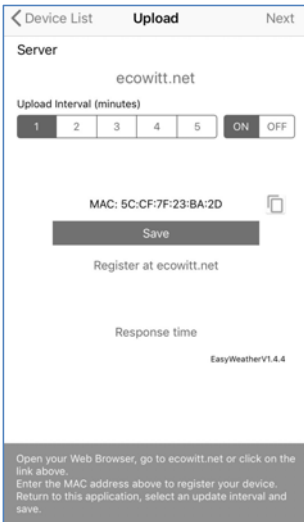 Device List Upload Next
Server
ecowitt.net
Upload Interval (minutes)
1 2 3 4 5 ON OFF
MAC: 5C:CF:7F:23:BA:2D
Save
Register at ecowitt.net
Response time
EasyWeatherV1.4.4
Open your Web Browser, go to ecowitt.net or click on the
link above.
Enter the MAC address above to register your device.
Return to this application, select an update interval and
save.